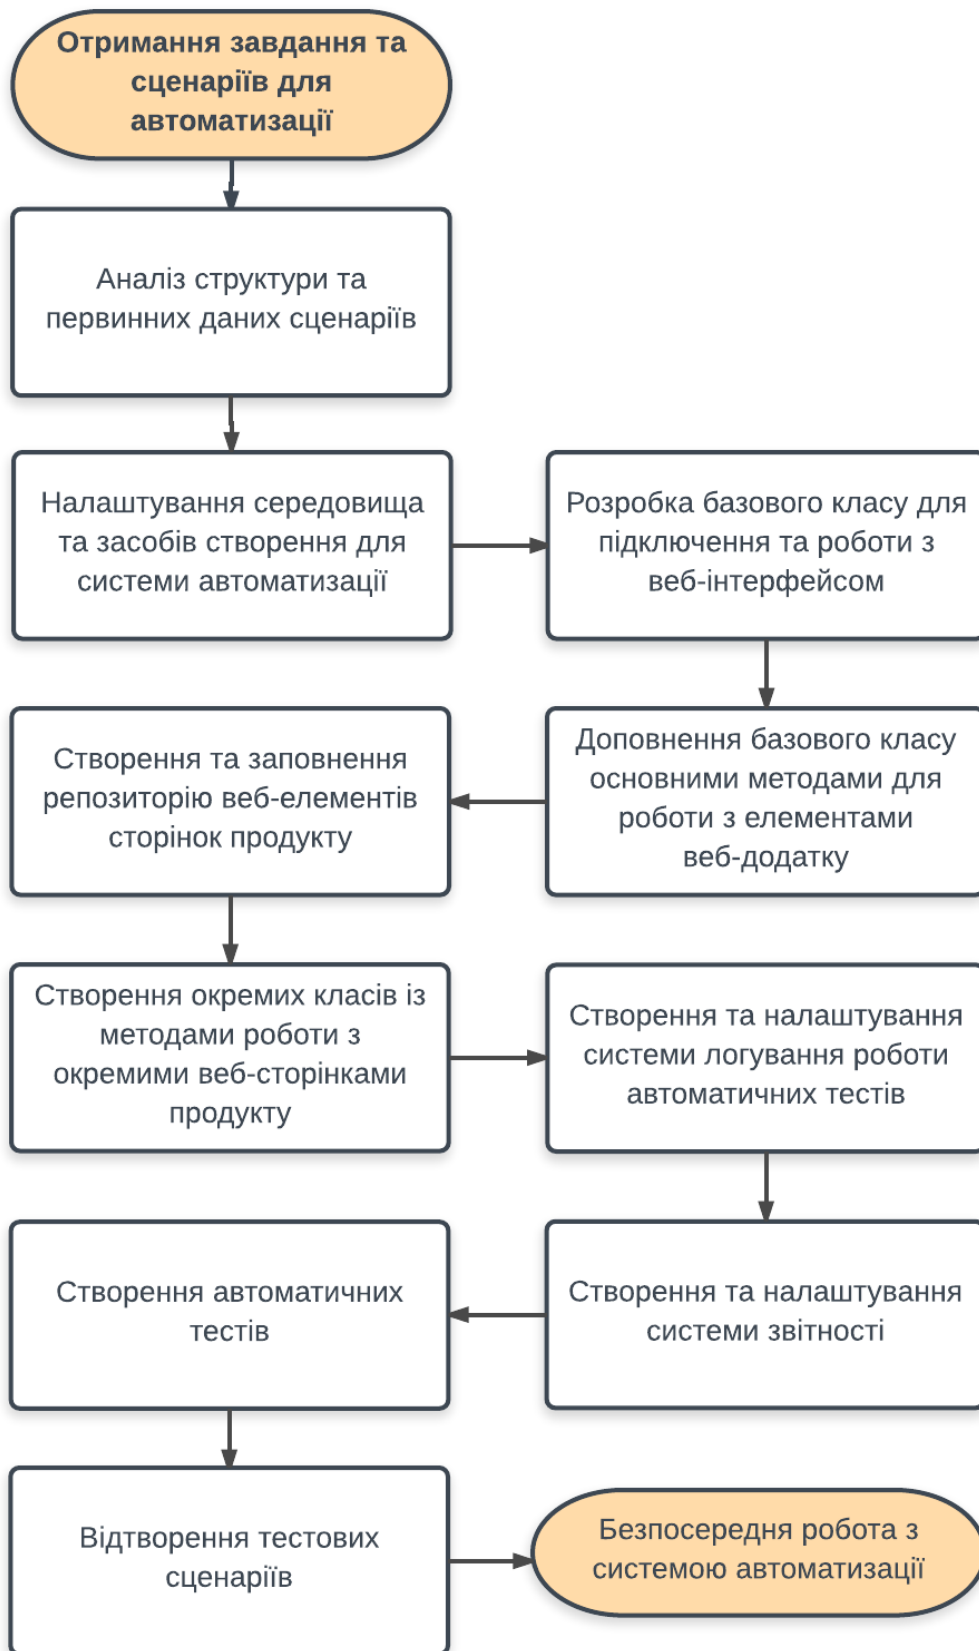 Отримання завдання та
сценаріїв для
автоматизації
Аналіз структури та
первинних даних сценаріїв
Налаштування середовища
та засобів створення для
системи автоматизації
Розробка базового класу для
підключення та роботи з
веб-інтерфейсом
Доповнення базового класу
основними методами для
роботи з елементами
веб-додатку
Створення та заповнення
репозиторію веб-елементів
сторінок продукту
Створення окремих класів із
методами роботи з
окремими веб-сторінками
продукту
Створення та налаштування
системи логування роботи
автоматичних тестів
Створення та налаштування
системи звітності
Створення автоматичних
тестів
Відтворення тестових
сценаріїв
Безпосередня робота з
системою автоматизації